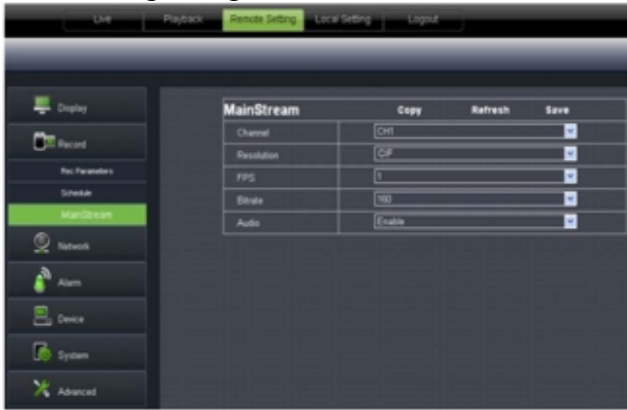 Live Playback Remote Setting Local Setting Logout
Display
Record
Rec Parameters
Schedule
MainStream
Network
Alarm
Device
System
Advanced
MainStream Copy Refresh Save
Channel CH1
Resolution CIF
FPS 1
Bitrate 160
Audio Enable